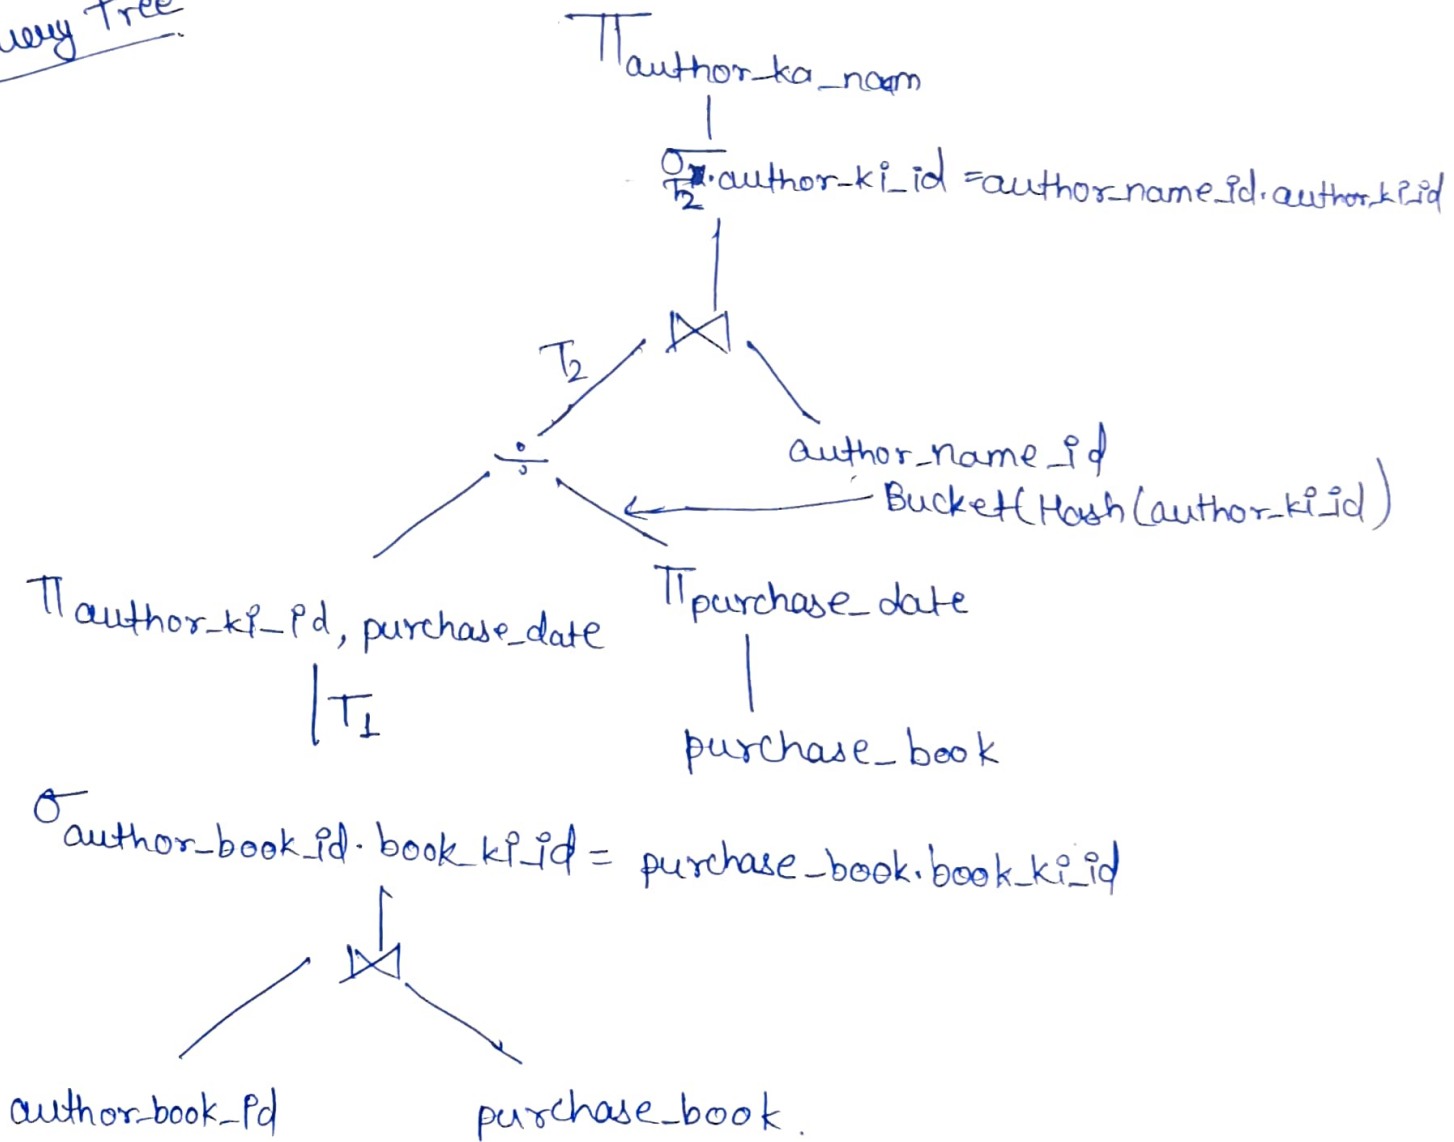 uery Tree
π author_ka_naam
σ T2.author_ki_id = author_name_id.author_ki_id
⋈
T2
÷
author_name_id
Bucket(Hash(author_ki_id)
π author_ki_id, purchase_date
π purchase_date
T1
purchase_book
σ author_book_id.book_ki_id = purchase_book.book_ki_id
⋈
author_book_id
purchase_book.